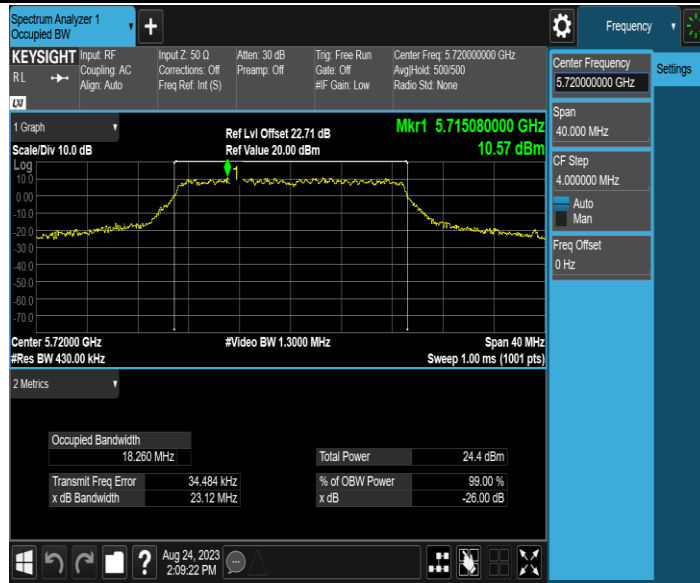 Spectrum Analyzer 1
Occupied BW
+
Frequency
KEYSIGHT
RL
LXI
Input: RF
Coupling: AC
Align: Auto
Input Z: 50 Ω
Corrections: Off
Freq Ref: Int (S)
Atten: 30 dB
Preamp: Off
Trig: Free Run
Gate: Off
#IF Gain: Low
Center Freq: 5.720000000 GHz
Avg|Hold: 500/500
Radio Std: None
Center Frequency
5.720000000 GHz
Settings
Span
40.000 MHz
CF Step
4.000000 MHz
Auto
Man
Freq Offset
0 Hz
1 Graph
Scale/Div 10.0 dB
Ref Lvl Offset 22.71 dB
Ref Value 20.00 dBm
Mkr1 5.715080000 GHz
10.57 dBm
Log
10.0
0.00
-10.0
-20.0
-30.0
-40.0
-50.0
-60.0
-70.0
1
Center 5.72000 GHz
#Res BW 430.00 kHz
#Video BW 1.3000 MHz
Span 40 MHz
Sweep 1.00 ms (1001 pts)
2 Metrics
Occupied Bandwidth
18.260 MHz
Total Power 24.4 dBm
Transmit Freq Error 34.484 kHz
% of OBW Power 99.00 %
x dB Bandwidth 23.12 MHz
x dB -26.00 dB
?
Aug 24, 2023
2:09:22 PM